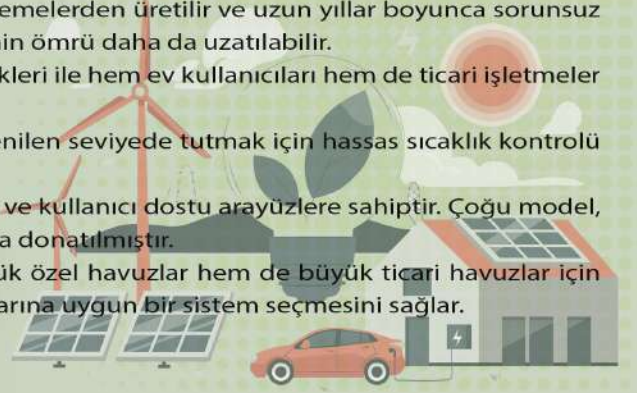 emelerden üretilir ve uzun yıllar boyunca sorunsuz
nin ömrü daha da uzatılabilir.
kleri ile hem ev kullanıcıları hem de ticari işletmeler
enilen seviyede tutmak için hassas sıcaklık kontrolü
ve kullanıcı dostu arayüzlere sahiptir. Çoğu model,
a donatılmıştır.
ük özel havuzlar hem de büyük ticari havuzlar için
arına uygun bir sistem seçmesini sağlar.